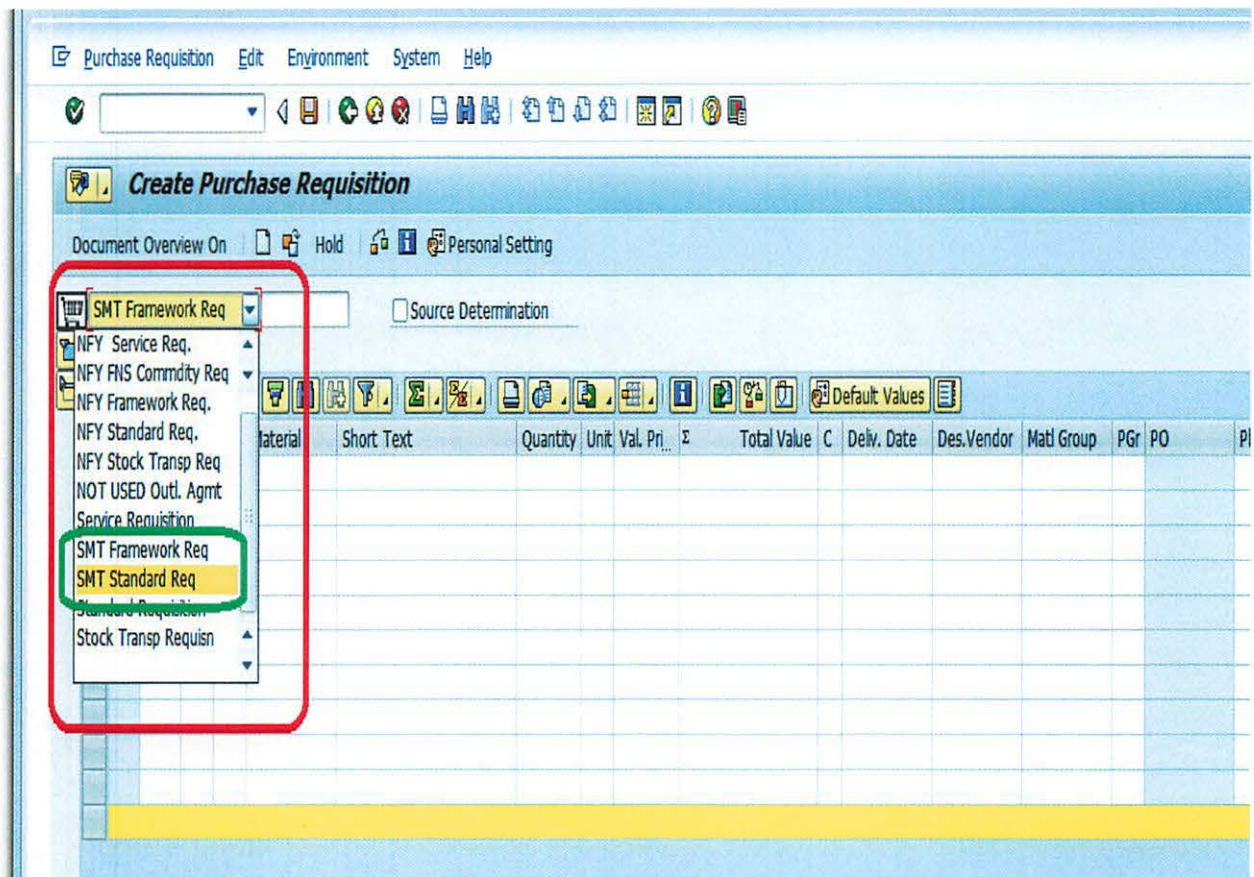 Purchase Requisition Edit Environment System Help
Create Purchase Requisition
Document Overview On Hold Personal Setting
SMT Framework Req Source Determination
NFY Service Req.
NFY FNS Commdity Req
NFY Framework Req.
Default Values
NFY Standard Req.
Material Short Text Quantity Unit Val. Pri... Σ Total Value C Deliv. Date Des.Vendor Matl Group PGr PO
NFY Stock Transp Req
NOT USED Outl. Agmt
Service Requisition
SMT Framework Req
SMT Standard Req
Standard Requisition
Stock Transp Requisn